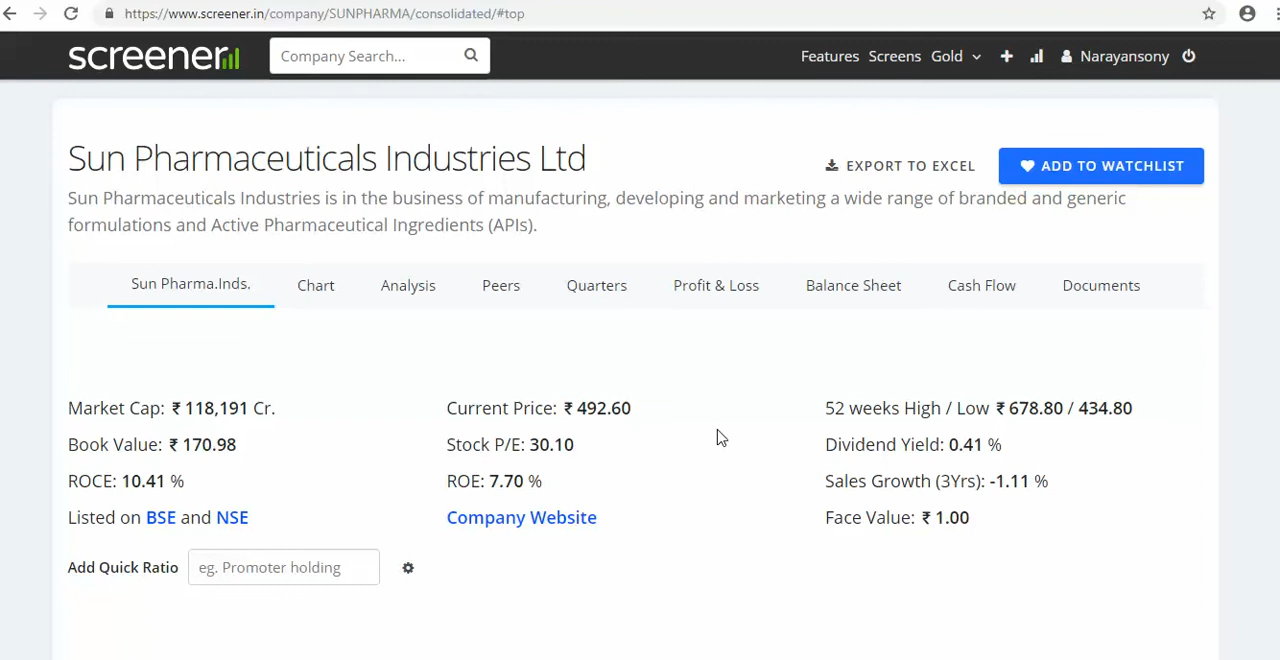 https://www.screener.in/company/SUNPHARMA/consolidated/#top
screener
Company Search...
Features Screens Gold Narayansony
Sun Pharmaceuticals Industries Ltd
EXPORT TO EXCEL
ADD TO WATCHLIST
Sun Pharmaceuticals Industries is in the business of manufacturing, developing and marketing a wide range of branded and generic
formulations and Active Pharmaceutical Ingredients (APIs).
Sun Pharma.Inds. Chart Analysis Peers Quarters Profit & Loss Balance Sheet Cash Flow Documents
Market Cap: ₹ 118,191 Cr. Current Price: ₹ 492.60 52 weeks High / Low ₹ 678.80 / 434.80
Book Value: ₹ 170.98 Stock P/E: 30.10 Dividend Yield: 0.41 %
ROCE: 10.41 % ROE: 7.70 % Sales Growth (3Yrs): -1.11 %
Listed on BSE and NSE Company Website Face Value: ₹ 1.00
Add Quick Ratio eg. Promoter holding